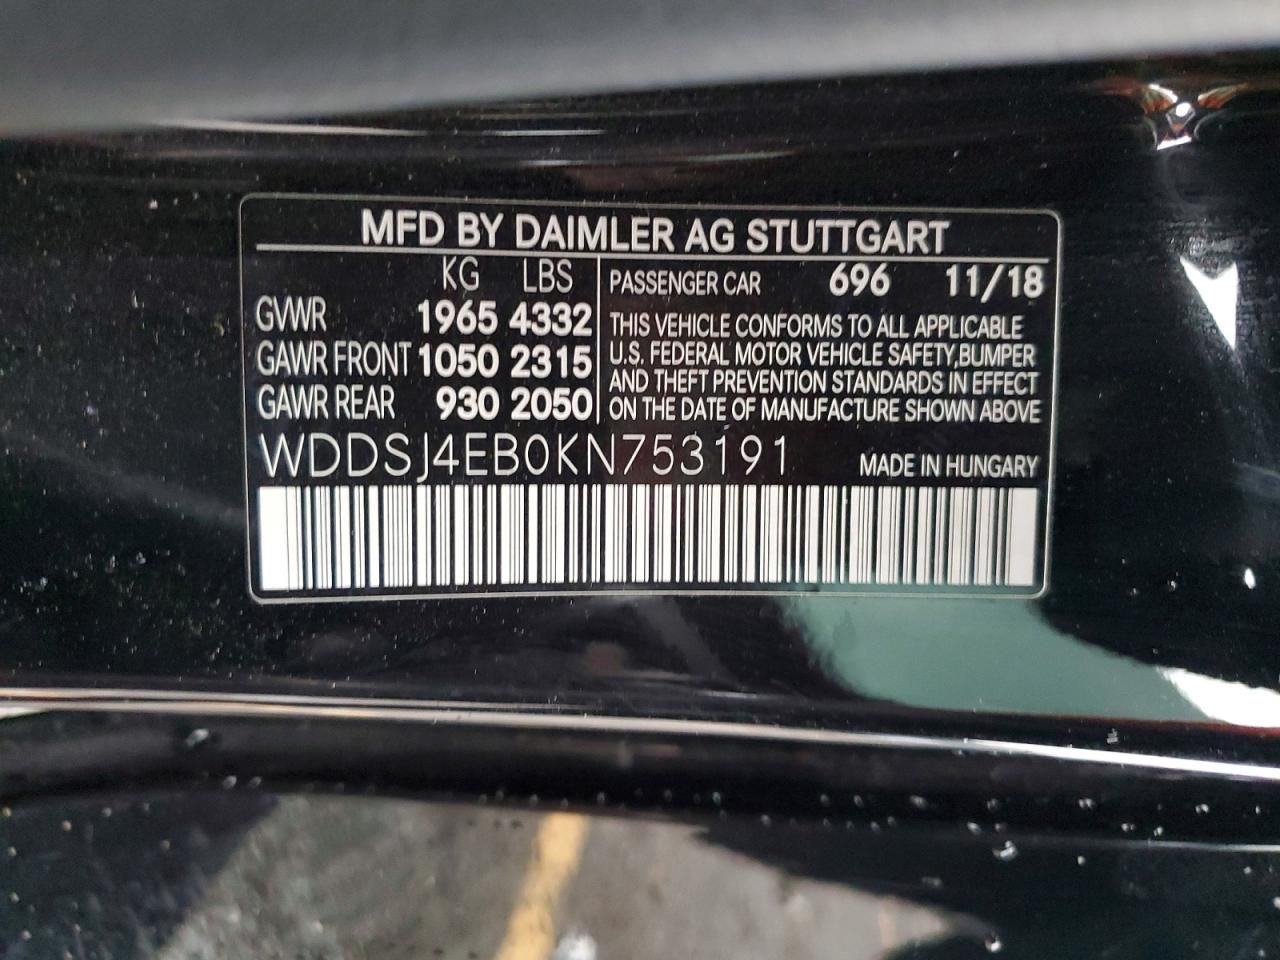 MFD BY DAIMLER AG STUTTGART
KG LBS
GVWR 1965 4332
GAWR FRONT 1050 2315
GAWR REAR 930 2050
PASSENGER CAR 696 11/18
THIS VEHICLE CONFORMS TO ALL APPLICABLE
U.S. FEDERAL MOTOR VEHICLE SAFETY, BUMPER
AND THEFT PREVENTION STANDARDS IN EFFECT
ON THE DATE OF MANUFACTURE SHOWN ABOVE
WDDSJ4EB0KN753191 MADE IN HUNGARY